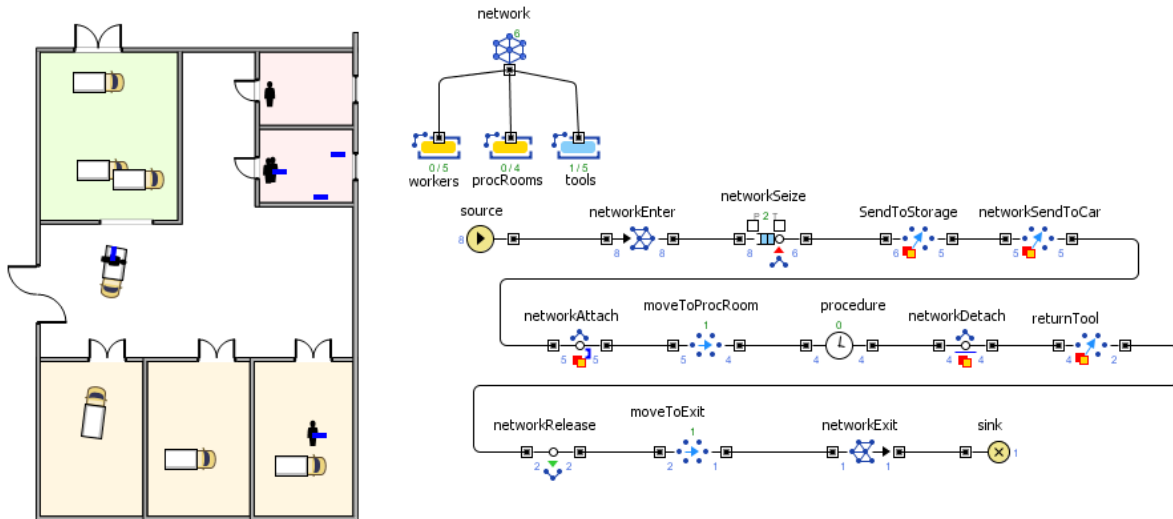 network
6
0 / 5 0 / 4 1 / 5
workers procRooms tools
source networkEnter networkSeize SendToStorage networkSendToCar
P 2 T
8 8 8 8 6 6 5 5 5
networkAttach moveToProcRoom procedure networkDetach returnTool
1 0
5 5 5 4 4 4 4 4 4 2
networkRelease moveToExit networkExit sink
1
2 2 2 1 1 1 1